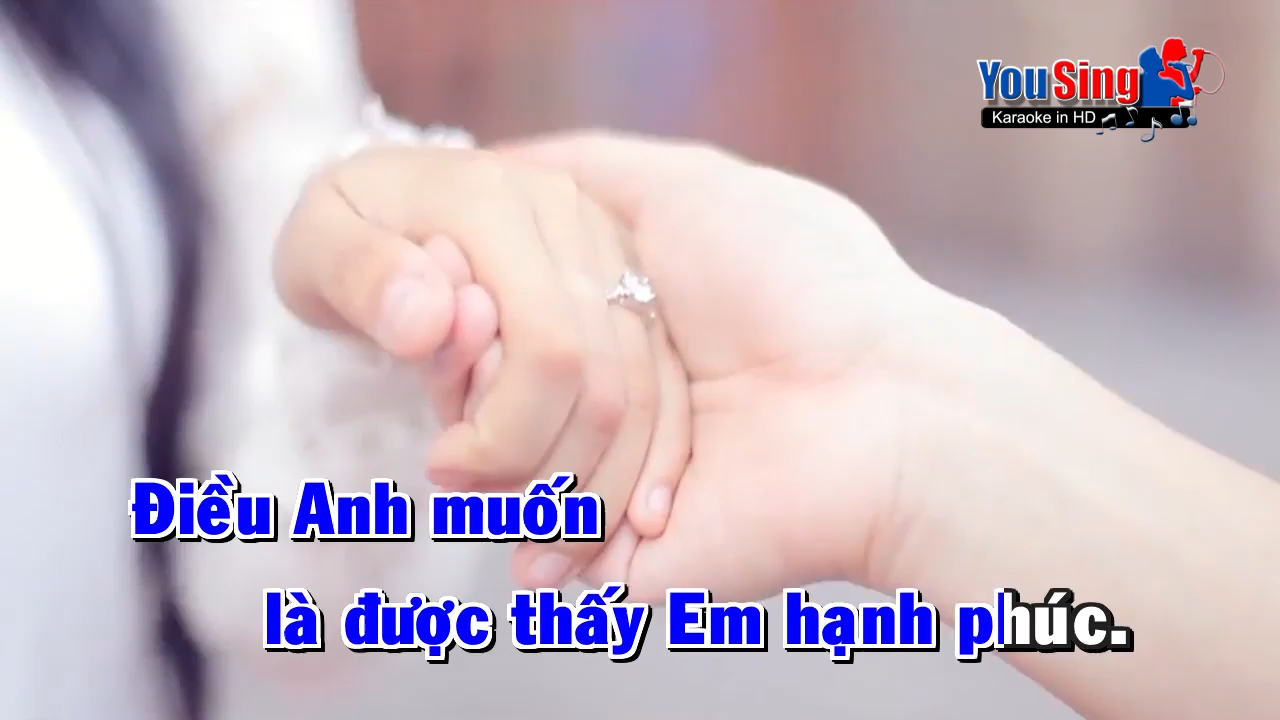 YouSing
Karaoke in HD
Điều Anh muốn
là được thấy Em hạnh phúc.